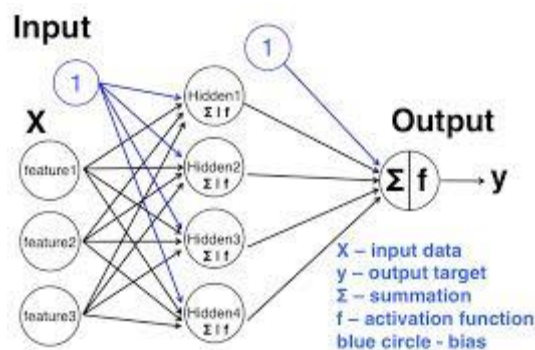 Input
1
1
X
Hidden1
Σ | f
Output
feature1
Hidden2
Σ | f
Σ f
y
feature2
Hidden3
Σ | f
X – input data
y – output target
Σ – summation
f – activation function
blue circle - bias
feature3
Hidden4
Σ | f